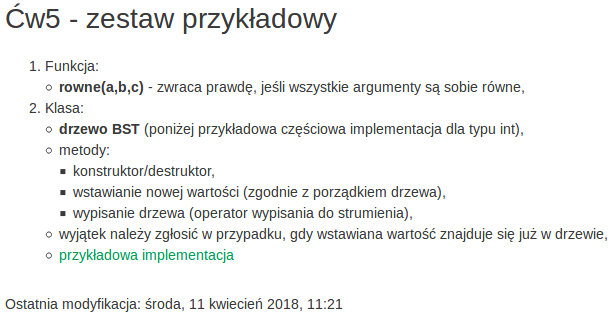 Ćw5 - zestaw przykładowy
1. Funkcja:
◦ rowne(a,b,c) - zwraca prawdę, jeśli wszystkie argumenty są sobie równe,
2. Klasa:
◦ drzewo BST (poniżej przykładowa częściowa implementacja dla typu int),
◦ metody:
▪ konstruktor/destruktor,
▪ wstawianie nowej wartości (zgodnie z porządkiem drzewa),
▪ wypisanie drzewa (operator wypisania do strumienia),
◦ wyjątek należy zgłosić w przypadku, gdy wstawiana wartość znajduje się już w drzewie,
◦ przykładowa implementacja
Ostatnia modyfikacja: środa, 11 kwiecień 2018, 11:21